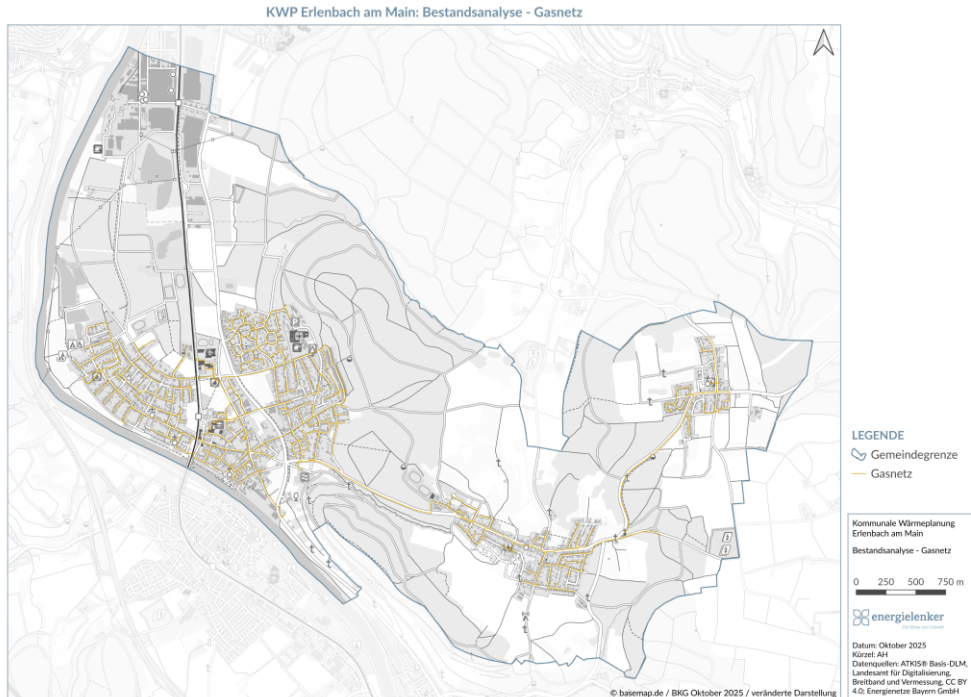 KWP Erlenbach am Main: Bestandsanalyse - Gasnetz
LEGENDE
Gemeindegrenze
Gasnetz
Kommunale Wärmeplanung
Erlenbach am Main
Bestandsanalyse - Gasnetz
0 250 500 750 m
energielenker
Datum: Oktober 2025
Kürzel: AH
Datenquellen: ATKIS® Basis-DLM,
Landesamt für Digitalisierung,
Breitband und Vermessung, CC BY
4.0; Energienetze Bayern GmbH
© basemap.de / BKG Oktober 2025 / veränderte Darstellung